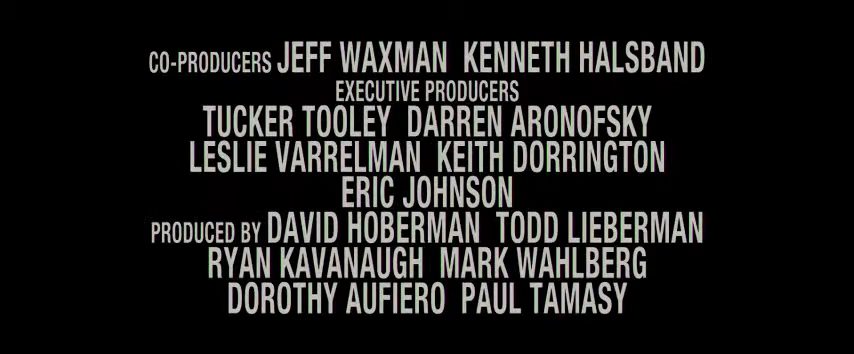 CO-PRODUCERS JEFF WAXMAN KENNETH HALSBAND
EXECUTIVE PRODUCERS
TUCKER TOOLEY DARREN ARONOFSKY
LESLIE VARRELMAN KEITH DORRINGTON
ERIC JOHNSON
PRODUCED BY DAVID HOBERMAN TODD LIEBERMAN
RYAN KAVANAUGH MARK WAHLBERG
DOROTHY AUFIERO PAUL TAMASY